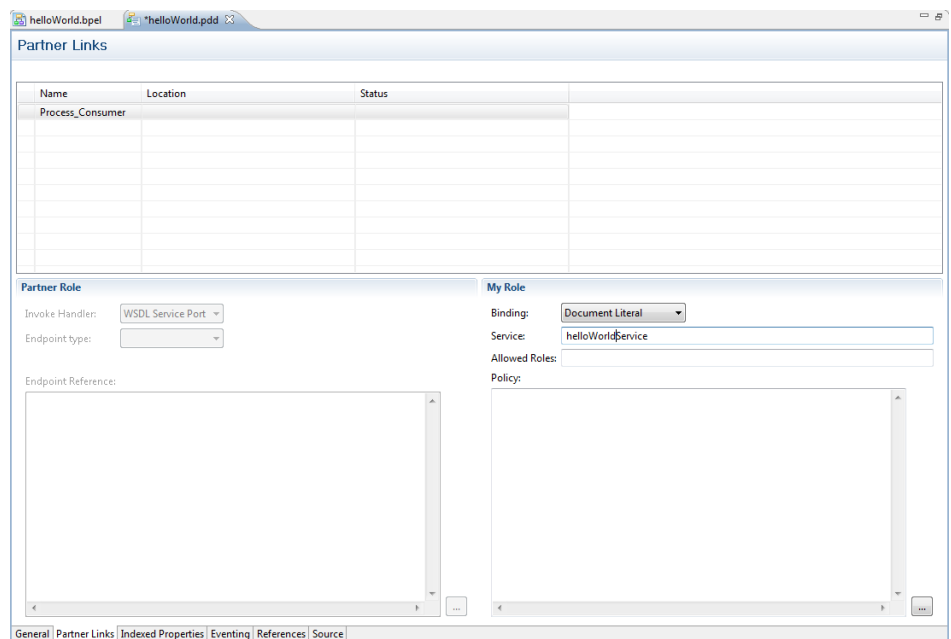 helloWorld.bpel *helloWorld.pdd
Partner Links
Name Location Status
Process_Consumer
Partner Role
Invoke Handler: WSDL Service Port
Endpoint type:
Endpoint Reference:
...
My Role
Binding: Document Literal
Service: helloWorldService
Allowed Roles:
Policy:
...
General Partner Links Indexed Properties Eventing References Source